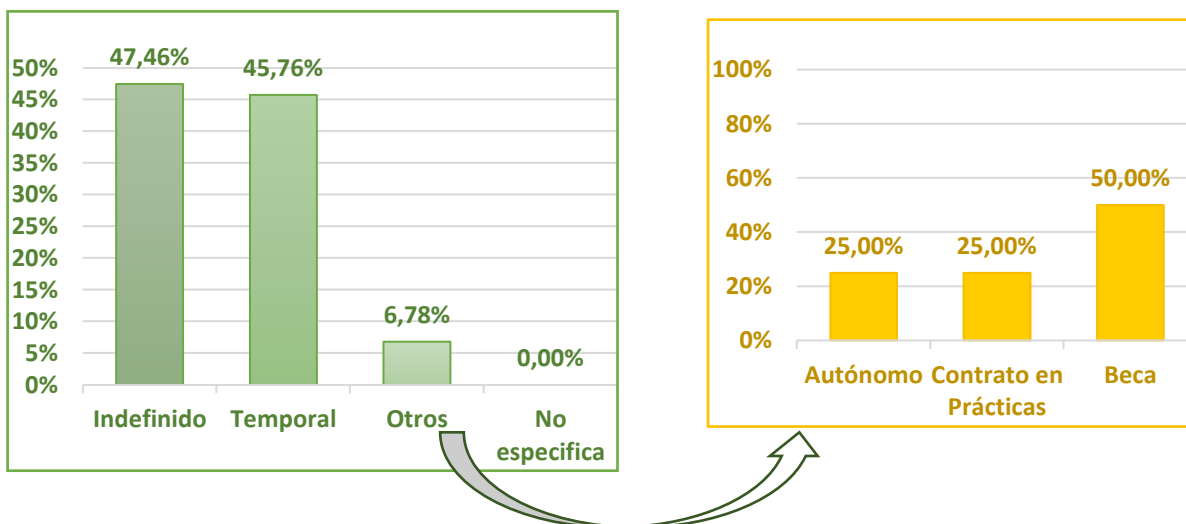 47,46%
45,76%
6,78%
0,00%
50%
45%
40%
35%
30%
25%
20%
15%
10%
5%
0%
Indefinido
Temporal
Otros
No
especifica
100%
80%
60%
40%
20%
0%
25,00%
25,00%
50,00%
Autónomo
Contrato en
Prácticas
Beca